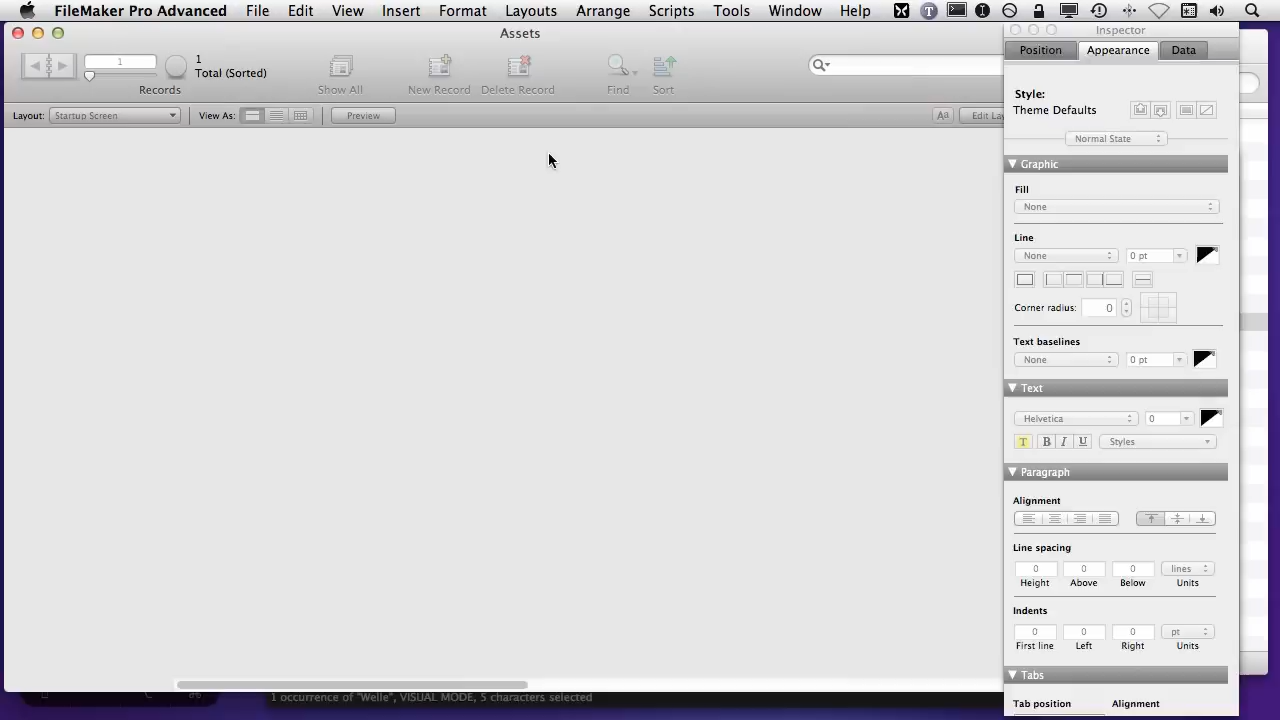 FileMaker Pro Advanced File Edit View Insert Format Layouts Arrange Scripts Tools Window Help
Assets
Inspector
Position Appearance Data
1
1
Total (Sorted)
Records
Show All
New Record
Delete Record
Find
Sort
Layout: Startup Screen View As: Preview Aa Edit Lay
Style:
Theme Defaults
Normal State
Graphic
Fill
None
Line
None 0 pt
Corner radius: 0
Text baselines
None 0 pt
Text
Helvetica 0
T B I U Styles
Paragraph
Alignment
Line spacing
0 0 0 lines
Height Above Below Units
Indents
0 0 0 pt
First line Left Right Units
Tabs
Tab position Alignment
1 occurrence of "Welle", VISUAL MODE, 5 characters selected